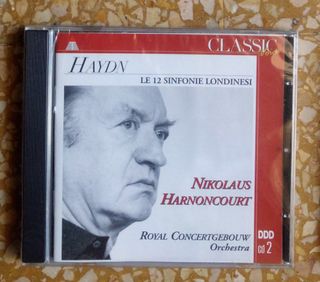 CLASSIC
HAYDN
LE 12 SINFONIE LONDINESI
NIKOLAUS
HARNONCOURT
ROYAL CONCERTGEBOUW
Orchestra
DDD
CD 2